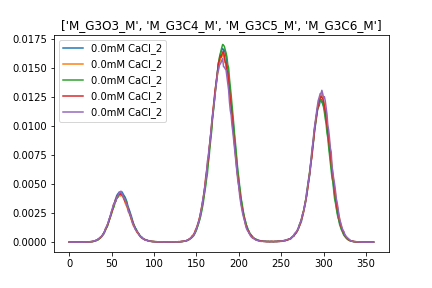 ['M_G3O3_M', 'M_G3C4_M', 'M_G3C5_M', 'M_G3C6_M']
0.0175
0.0150
0.0125
0.0100
0.0075
0.0050
0.0025
0.0000
0.0mM CaCl_2
0.0mM CaCl_2
0.0mM CaCl_2
0.0mM CaCl_2
0.0mM CaCl_2
0 50 100 150 200 250 300 350